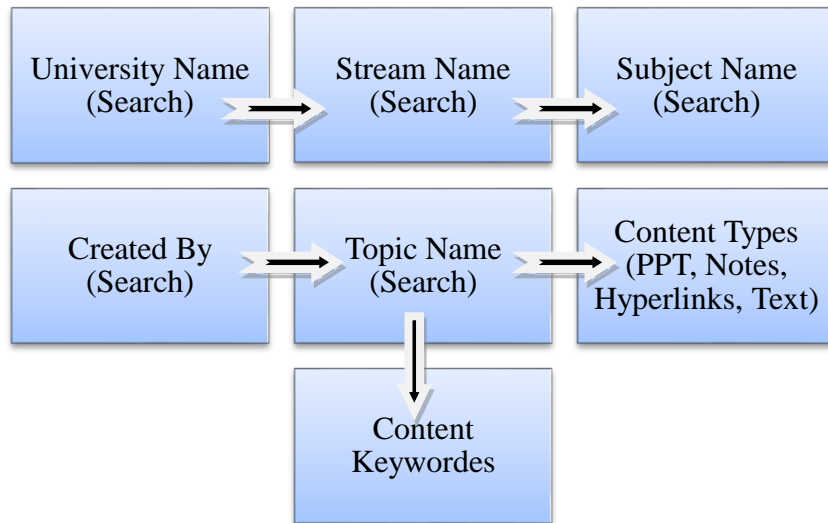 University Name
(Search)
Stream Name
(Search)
Subject Name
(Search)
Created By
(Search)
Topic Name
(Search)
Content Types
(PPT, Notes,
Hyperlinks, Text)
Content
Keywordes